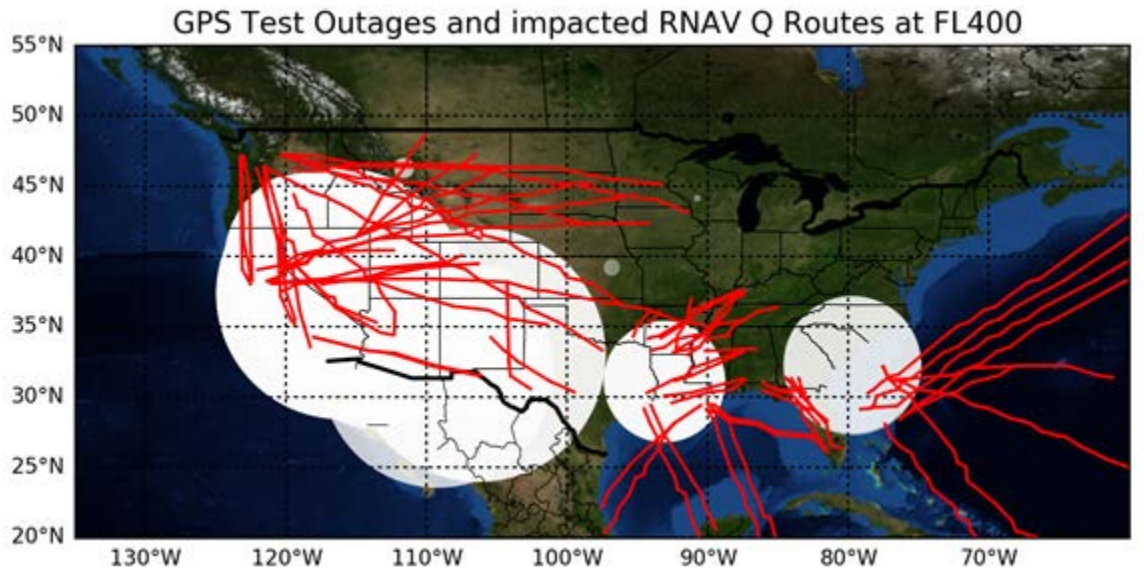 GPS Test Outages and impacted RNAV Q Routes at FL400
55°N
50°N
45°N
40°N
35°N
30°N
25°N
20°N
130°W 120°W 110°W 100°W 90°W 80°W 70°W